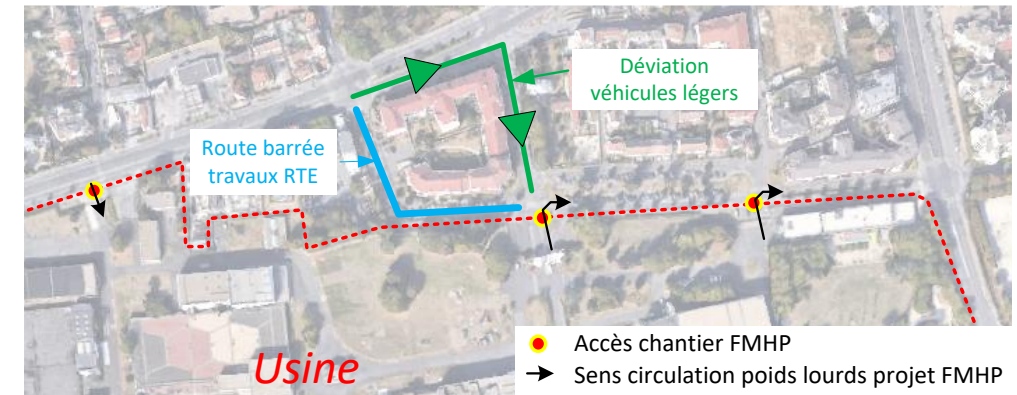 Déviation
véhicules légers
Route barrée
travaux RTE
Usine
Accès chantier FMHP
Sens circulation poids lourds projet FMHP